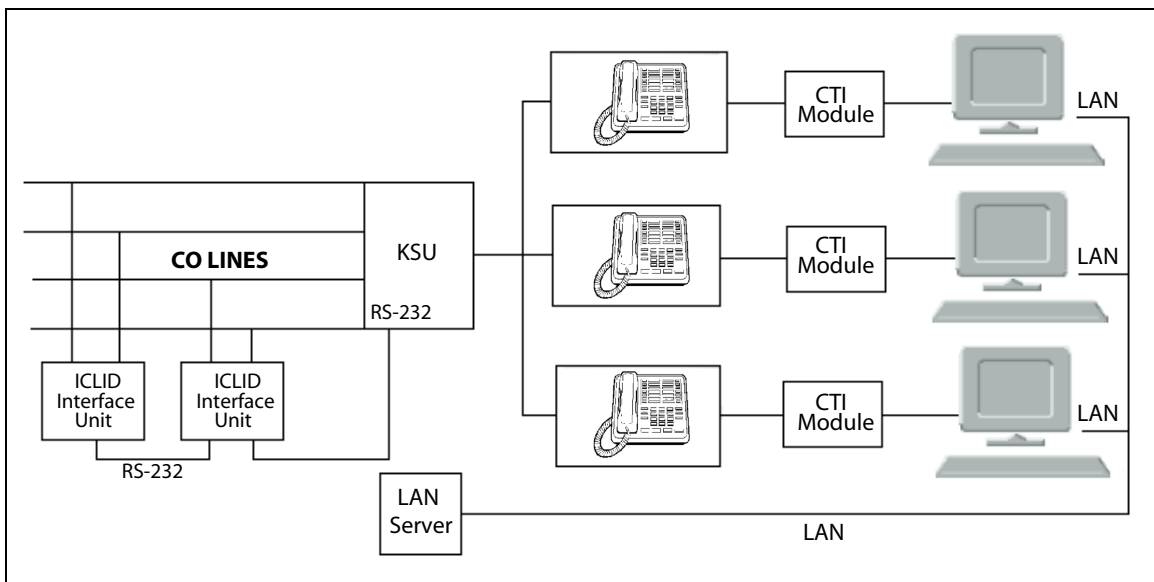 CTI
Module
LAN
CO LINES
KSU
RS-232
CTI
Module
LAN
ICLID
Interface
Unit
ICLID
Interface
Unit
RS-232
CTI
Module
LAN
LAN
Server
LAN